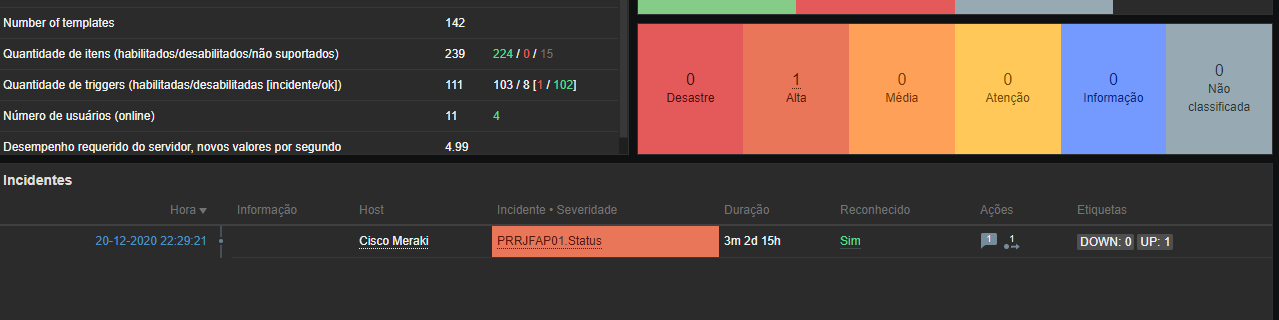 Number of templates 142
Quantidade de itens (habilitados/desabilitados/não suportados) 239 224 / 0 / 15
Quantidade de triggers (habilitadas/desabilitadas [incidente/ok]) 111 103 / 8 [1 / 102]
Número de usuários (online) 11 4
Desempenho requerido do servidor, novos valores por segundo 4.99
0 1 0 0 0 0
Desastre Alta Média Atenção Informação Não
classificada
Incidentes
Hora Informação Host Incidente • Severidade Duração Reconhecido Ações Etiquetas
20-12-2020 22:29:21 Cisco Meraki PRRJFAP01.Status 3m 2d 15h Sim 1 1 DOWN: 0 UP: 1